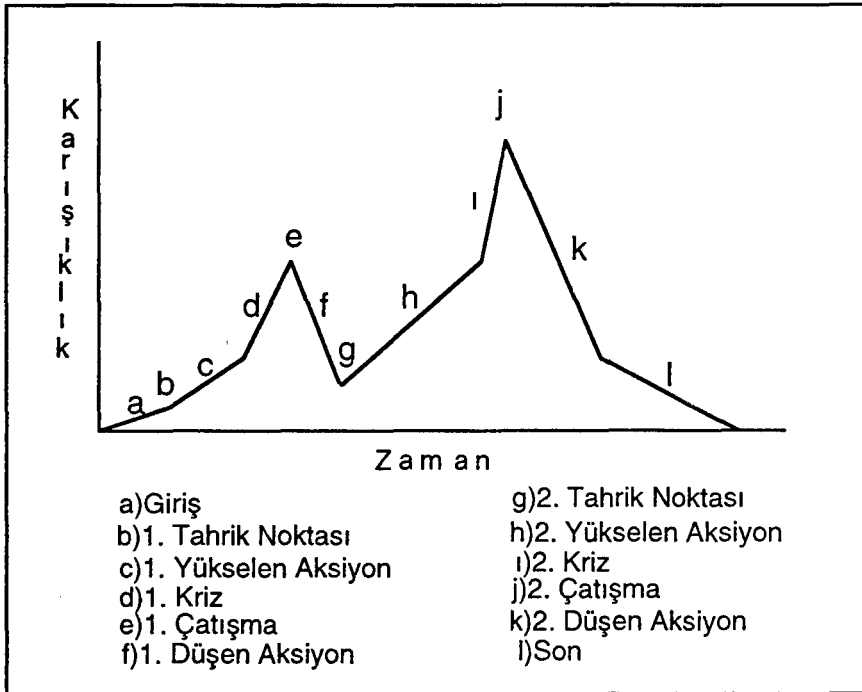 Karışıklık
a
b
c
d
e
f
g
h
ı
j
k
l
Zaman
a)Giriş
b)1. Tahrik Noktası
c)1. Yükselen Aksiyon
d)1. Kriz
e)1. Çatışma
f)1. Düşen Aksiyon
g)2. Tahrik Noktası
h)2. Yükselen Aksiyon
ı)2. Kriz
j)2. Çatışma
k)2. Düşen Aksiyon
l)Son